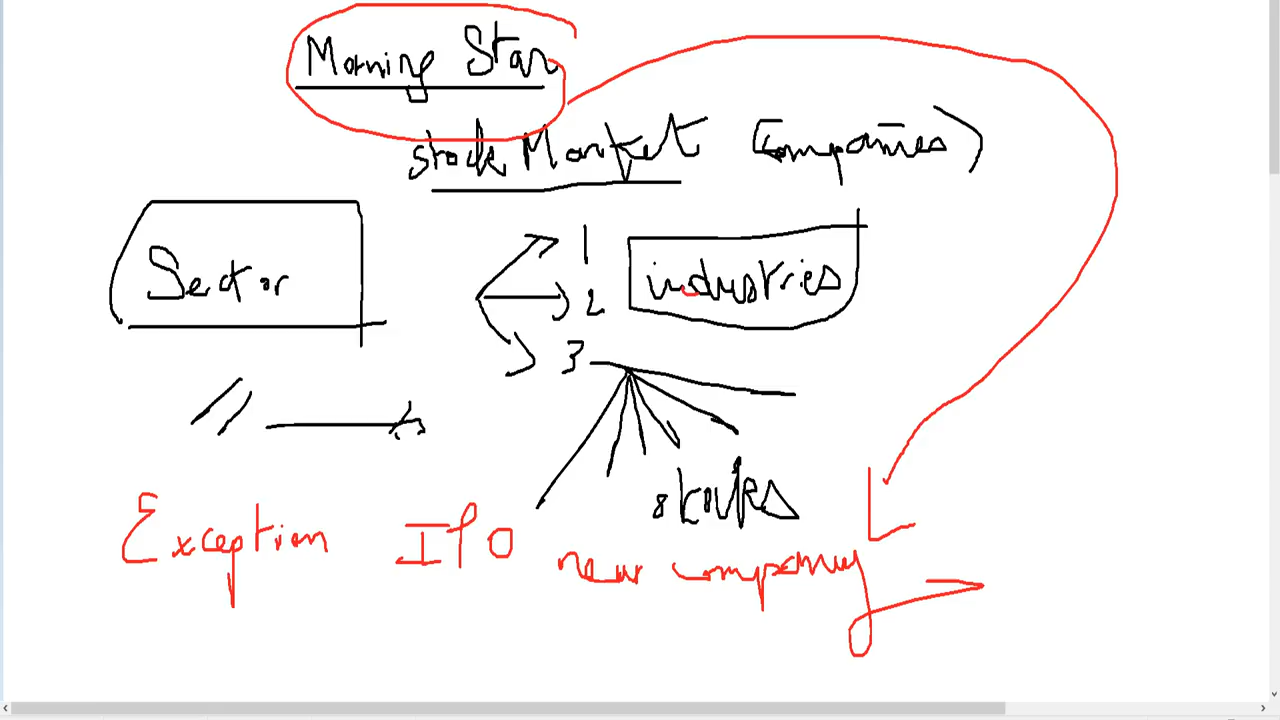 Morning Star
Stock Market (Companies)
Sector
1
2
3
industries
stocks
Exception IPO new company